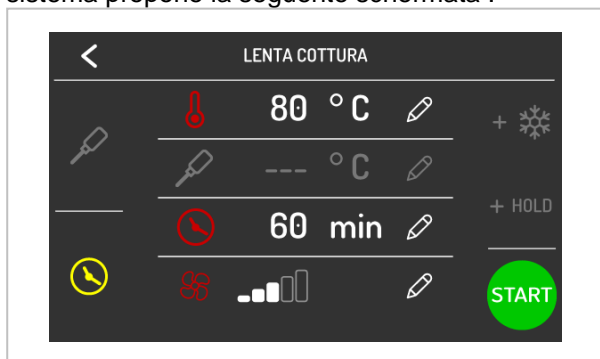 sistema propone la seguente schermata :
LENTA COTTURA
80 °C
--- °C
60 min
+
+ HOLD
START